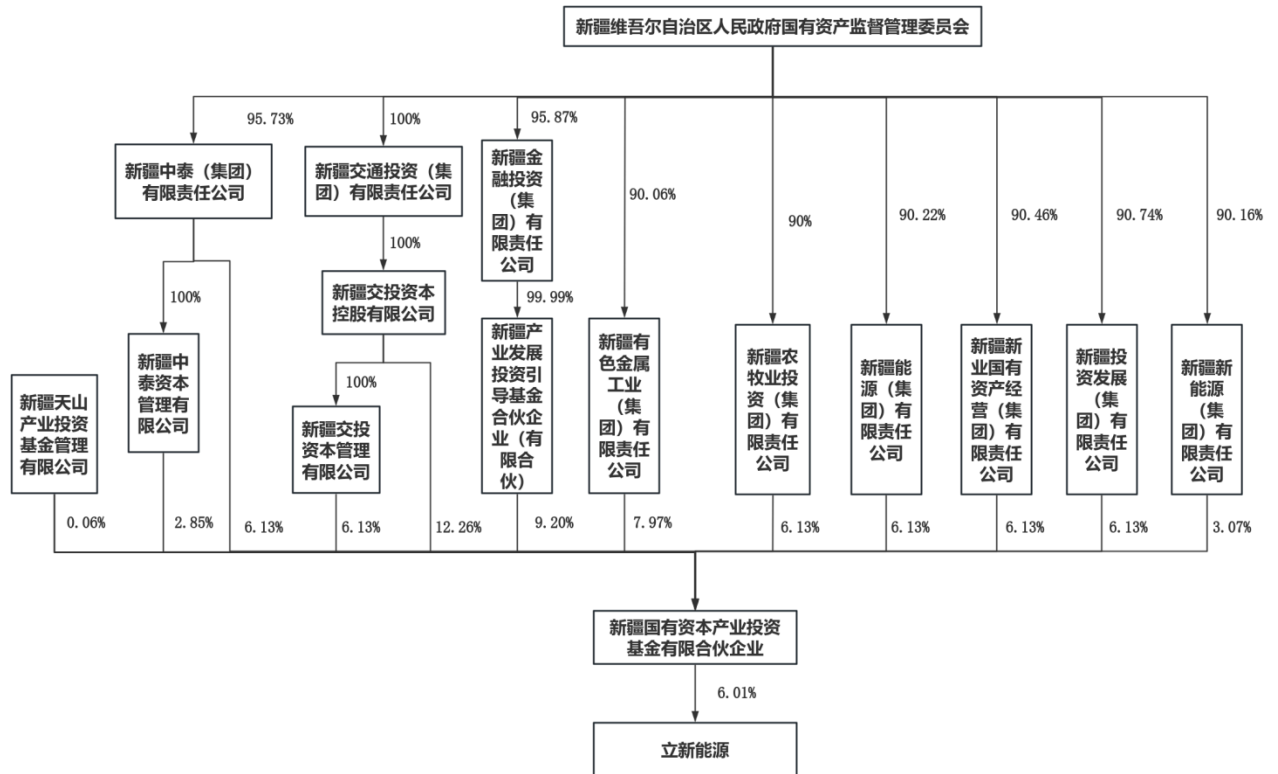 新疆维吾尔自治区人民政府国有资产监督管理委员会
95.73%
100%
95.87%
90.06%
90%
90.22%
90.46%
90.74%
90.16%
新疆中泰（集团）
有限责任公司
新疆交通投资（集
团）有限责任公司
新疆金
融投资
（集
团）有
限责任
公司
100%
新疆交投资本
控股有限公司
100%
99.99%
新疆天山
产业投资
基金管理
有限公司
新疆中
泰资本
管理有
限公司
100%
新疆交投
资本管理
有限公司
新疆产
业发展
投资引
导基金
合伙企
业（有
限合
伙）
新疆有
色金属
工业
（集
团）有
限责任
公司
新疆农
牧业投
资（集
团）有
限责任
公司
新疆能
源（集
团）有
限责任
公司
新疆新
业国有
资产经
营（集
团）有
限责任
公司
新疆投
资发展
（集
团）有
限责任
公司
新疆新
能源
（集
团）有
限责任
公司
0.06%
2.85%
6.13%
6.13%
12.26%
9.20%
7.97%
6.13%
6.13%
6.13%
6.13%
3.07%
新疆国有资本产业投资
基金有限合伙企业
6.01%
立新能源